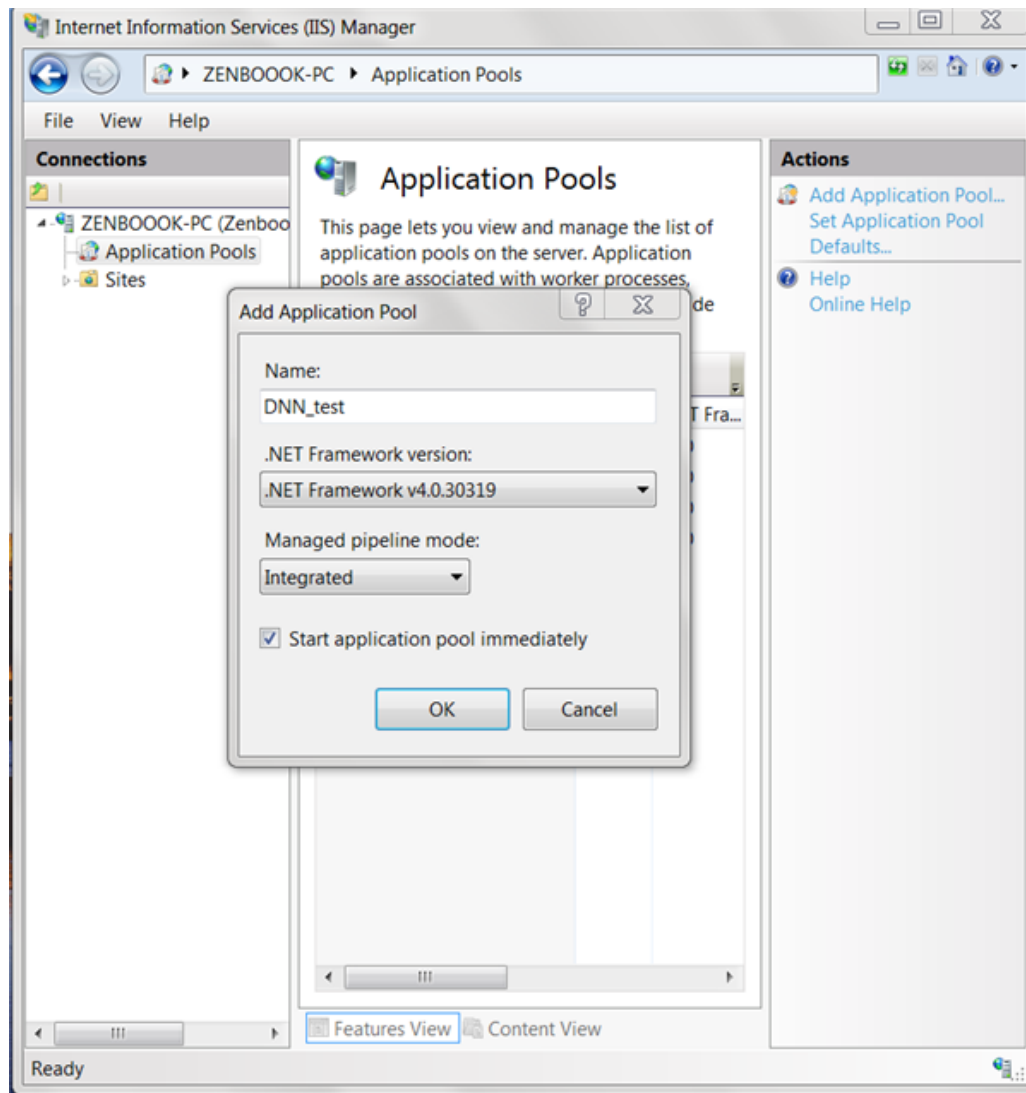 Internet Information Services (IIS) Manager
ZENBOOOK-PC ▸ Application Pools
File View Help
Connections
ZENBOOOK-PC (Zenboo
Application Pools
Sites
Application Pools
This page lets you view and manage the list of
application pools on the server. Application
pools are associated with worker processes,
de
T Fra...
Add Application Pool
Name:
DNN_test
.NET Framework version:
.NET Framework v4.0.30319
Managed pipeline mode:
Integrated
Start application pool immediately
OK Cancel
Features View Content View
Actions
Add Application Pool...
Set Application Pool
Defaults...
Help
Online Help
Ready